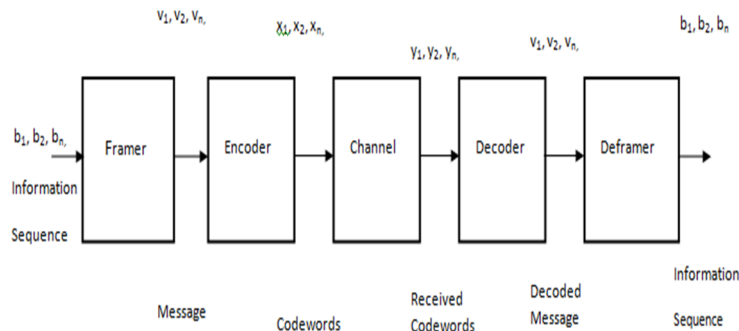 v₁, v₂, vₙ,
x₁, x₂, xₙ,
y₁, y₂, yₙ,
v₁, v₂, vₙ,
b₁, b₂, bₙ
b₁, b₂, bₙ,
Framer
Encoder
Channel
Decoder
Deframer
Information
Sequence
Message
Codewords
Received
Codewords
Decoded
Message
Information
Sequence